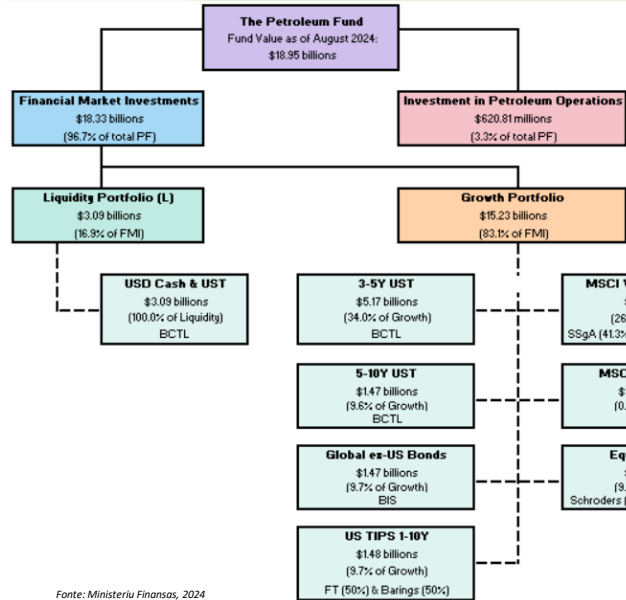 The Petroleum Fund
Fund Value as of August 2024:
$18.95 billions
Financial Market Investments
$18.33 billions
(96.7% of total PF)
Investment in Petroleum Operations
$620.81 millions
(3.3% of total PF)
Liquidity Portfolio (L)
$3.09 billions
(16.9% of FMI)
Growth Portfolio
$15.23 billions
(83.1% of FMI)
USD Cash & UST
$3.09 billions
(100.0% of Liquidity)
BCTL
3-5Y UST
$5.17 billions
(34.0% of Growth)
BCTL
MSCI
$
(26
SSgA (41.3%
5-10Y UST
$1.47 billions
(9.6% of Growth)
BCTL
MSC
$
(0.
Global ex-US Bonds
$1.47 billions
(9.7% of Growth)
BIS
Eq
(9.
Schroders (
US TIPS 1-10Y
$1.48 billions
(9.7% of Growth)
FT (50%) & Barings (50%)
Fonte: Ministeriu Finansas, 2024